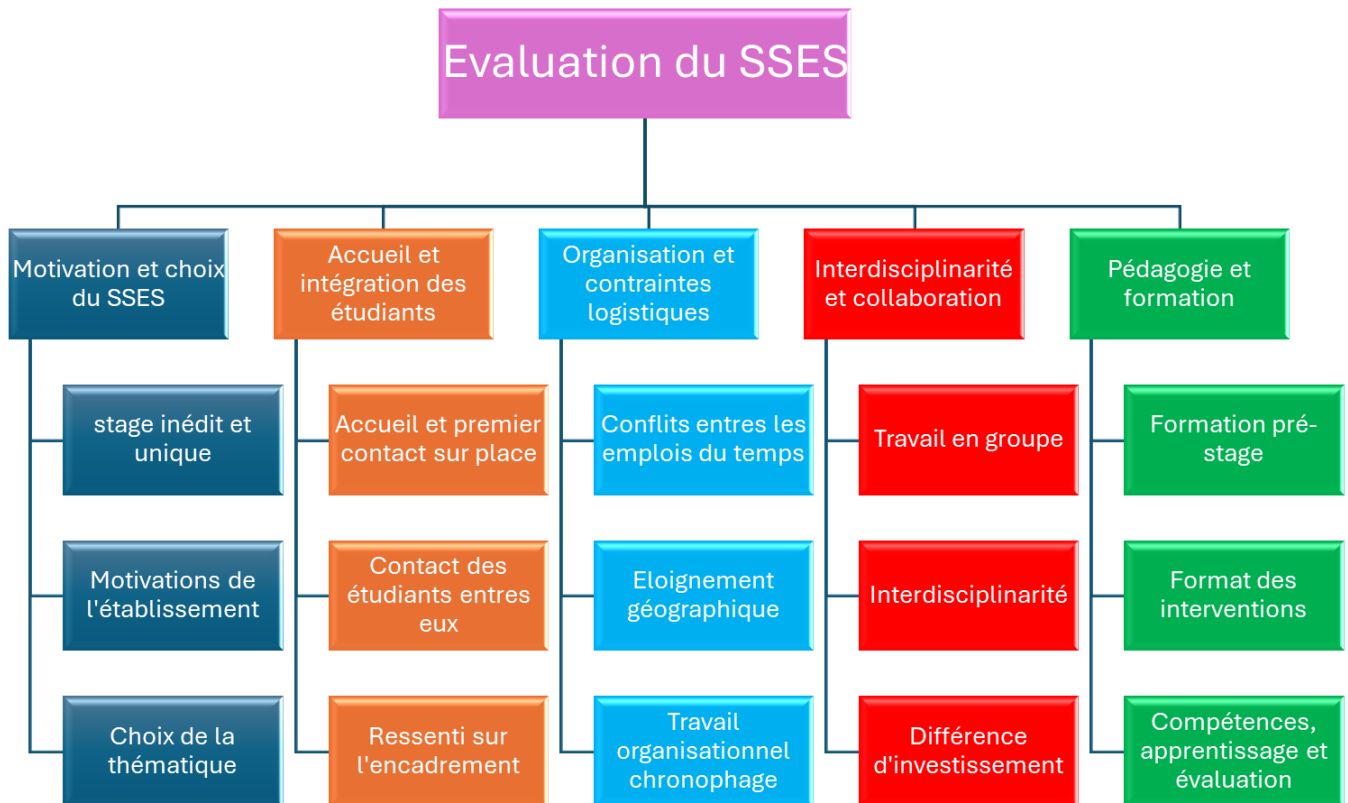 Evaluation du SSES
Motivation et choix
du SSES
stage inédit et
unique
Motivations de
l'établissement
Choix de la
thématique
Accueil et
intégration des
étudiants
Accueil et premier
contact sur place
Contact des
étudiants entres
eux
Ressenti sur
l'encadrement
Organisation et
contraintes
logistiques
Conflits entres les
emplois du temps
Eloignement
géographique
Travail
organisationnel
chronophage
Interdisciplinarité
et collaboration
Travail en groupe
Interdisciplinarité
Différence
d'investissement
Pédagogie et
formation
Formation pré-
stage
Format des
interventions
Compétences,
apprentissage et
évaluation